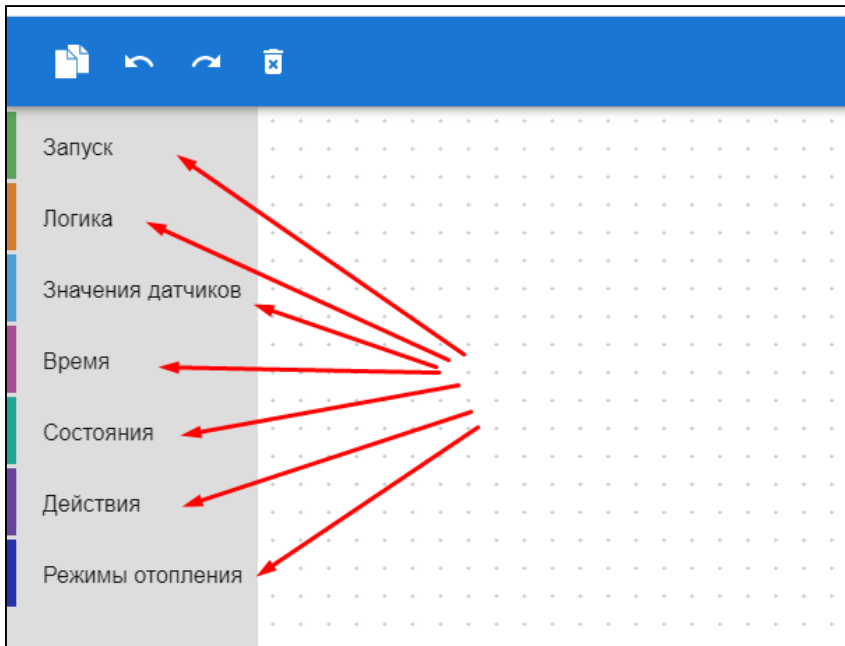 Запуск
Логика
Значения датчиков
Время
Состояния
Действия
Режимы отопления